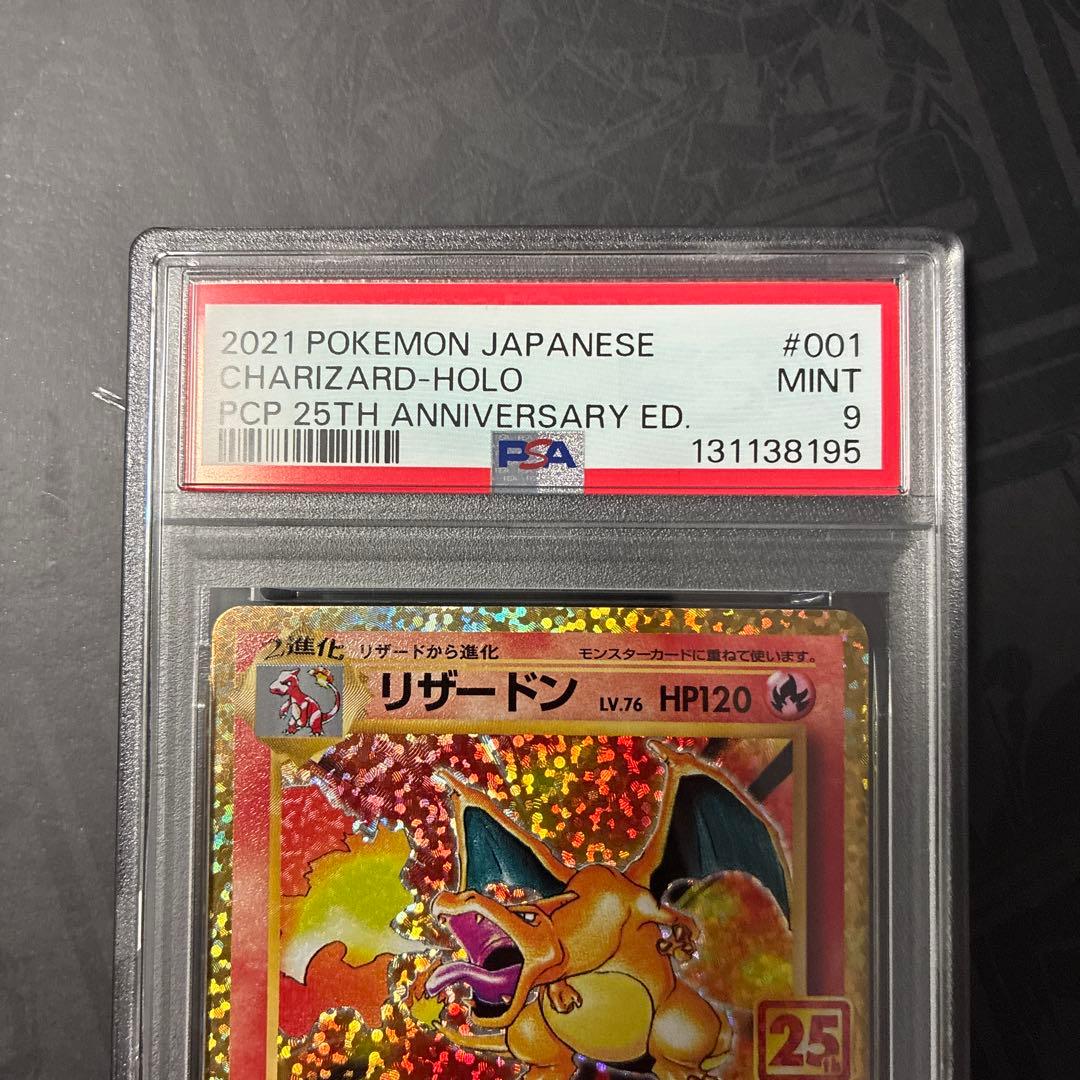 2021 POKEMON JAPANESE #001
CHARIZARD-HOLO MINT
PCP 25TH ANNIVERSARY ED. 9
PSA 131138195
2進化 リザードから進化 モンスターカードに重ねて使います。
リザードン LV.76 HP120
25th